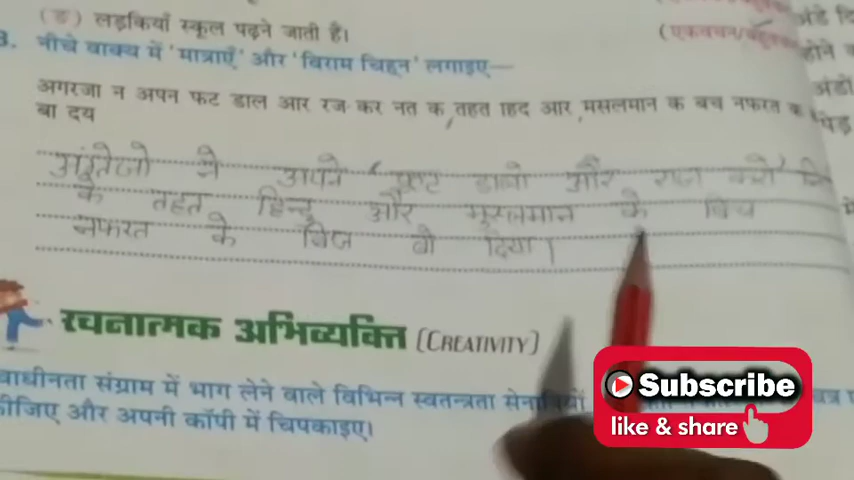 (ङ) लड़कियाँ स्कूल पढ़ने जाती है।
(एकवचन/बहुवचन
अंडे दि
3. नीचे वाक्य में 'मात्राएँ' और 'विराम चिह्न' लगाइए—
होने
अंडों
अगरजा न अपन फट डाल आर रज कर नत क तहत हिद आर मसलमान क बच नफरत क
बा दय
पेड़
अंग्रेजो ने अपने 'फूट डालो और राज करो'
के तहत हिन्दू और मुस्लमान के बिच
नफरत के बिज बो दिया।
रचनात्मक अभिव्यक्ति (CREATIVITY)
वाधीनता संग्राम में भाग लेने वाले विभिन्न स्वतन्त्रता
कीजिए और अपनी कॉपी में चिपकाइए।
Subscribe
like & share